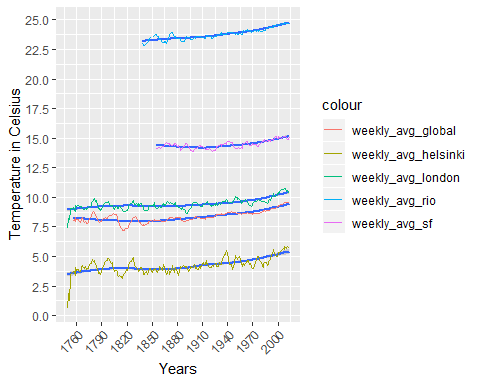 25.0
22.5
20.0
17.5
15.0
12.5
10.0
7.5
5.0
2.5
0.0
Temperature in Celsius
1760
1790
1820
1850
1880
1910
1940
1970
2000
Years
colour
weekly_avg_global
weekly_avg_helsinki
weekly_avg_london
weekly_avg_rio
weekly_avg_sf